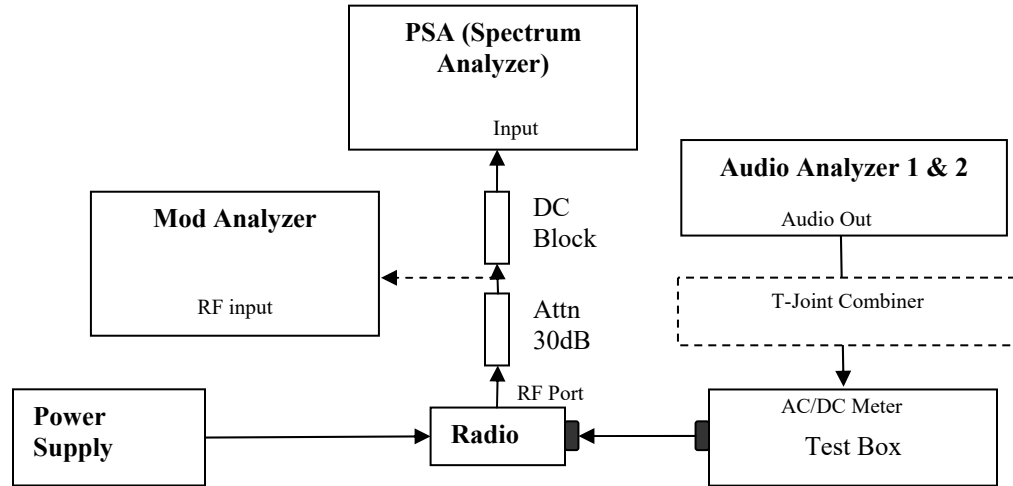 PSA (Spectrum
Analyzer)
Input
Audio Analyzer 1 & 2
Audio Out
Mod Analyzer
RF input
DC
Block
T-Joint Combiner
Attn
30dB
RF Port
Power
Supply
Radio
AC/DC Meter
Test Box